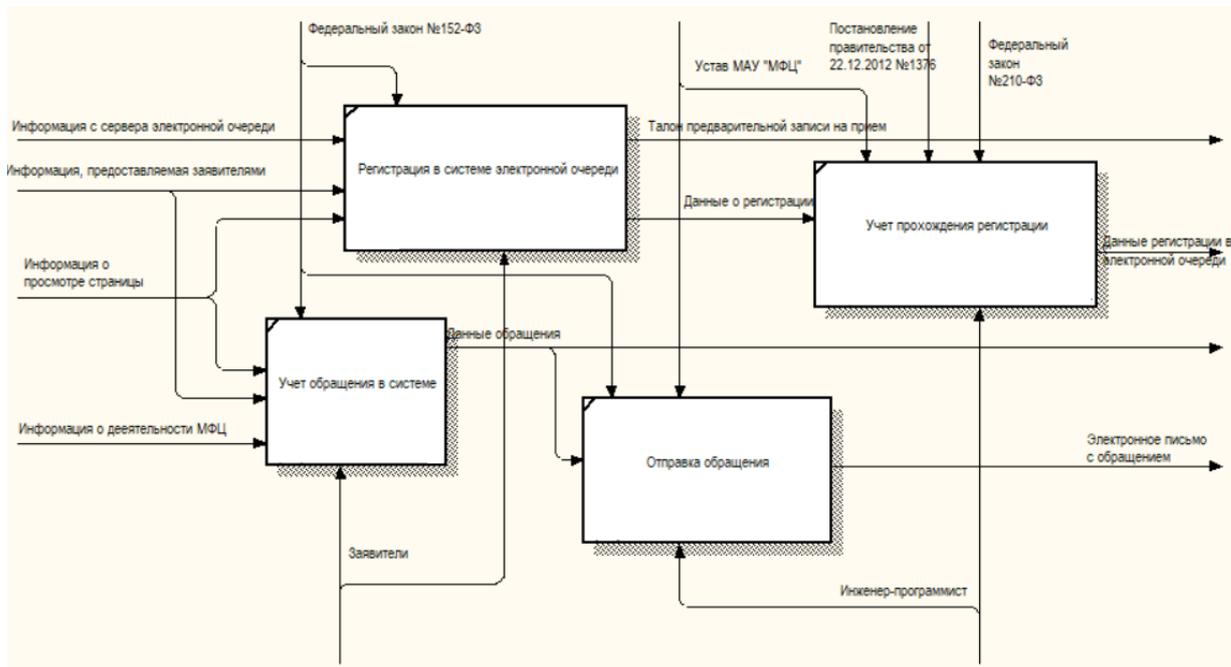 Федеральный закон №152-ФЗ
Постановление
правительства от
22.12.2012 №1376
Федеральный
закон
№210-ФЗ
Устав МАУ "МФЦ"
Информация с сервера электронной очереди
Талон предварительной записи на прием
Информация, предоставляемая заявителями
Регистрация в системе электронной очереди
Данные о регистрации
Учет прохождения регистрации
Данные регистрации в
электронной очереди
Информация о
просмотре страницы
Данные обращения
Учет обращения в системе
Информация о дееятельности МФЦ
Отправка обращения
Электронное письмо
с обращением
Заявители
Инженер-программист